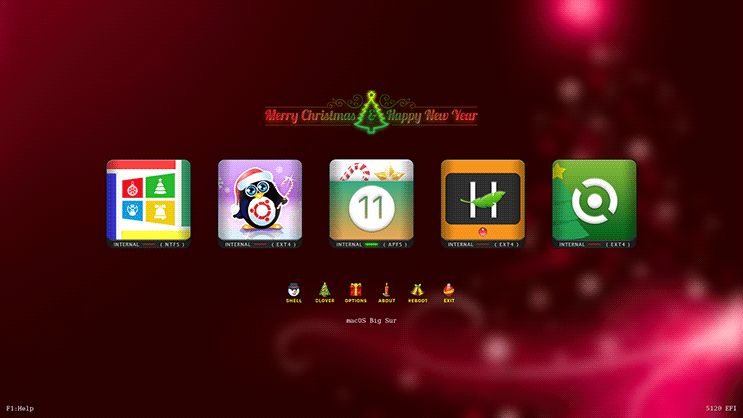 Merry Christmas & Happy New Year
11
H
INTERNAL ( NTFS )
INTERNAL ( EXT4 )
INTERNAL ( APFS )
INTERNAL ( EXT4 )
INTERNAL ( EXT4 )
SHELL
CLOVER
OPTIONS
ABOUT
REBOOT
EXIT
macOS Big Sur
F1:Help
5120 EFI